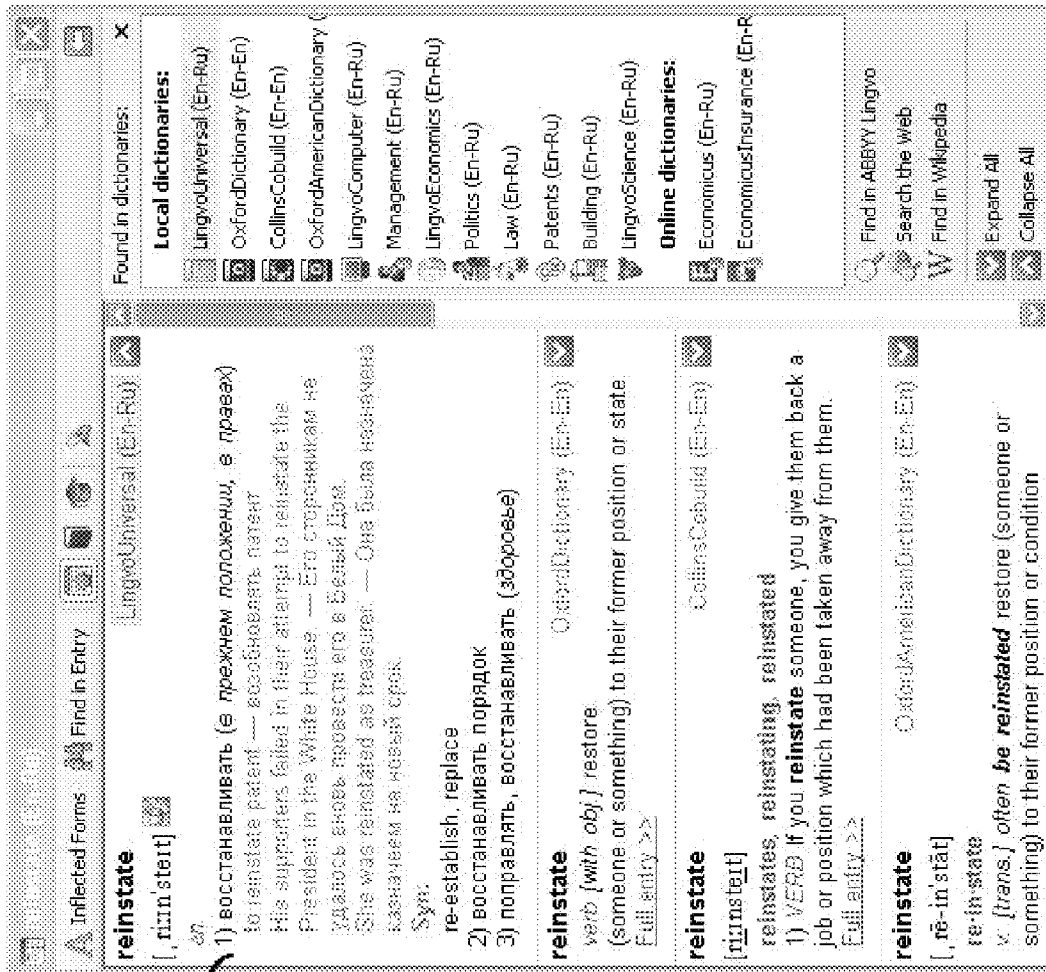 Inflected Forms Find in Entry
reinstate LingvoUniversal (En-Ru)
[ˌriːɪn'steɪt]
гл.
1) восстанавливать (в прежнем положении, в правах)
to reinstate patent — возобновлять патент
His supporters failed in their attempt to reinstate the
President in the White House. — Его сторонникам не
удалось вновь провести его в Белый Дом.
She was reinstated as treasurer. — Она была назначена
казначеем на новый срок.
Syn:
re-establish, replace
2) восстанавливать порядок
3) поправлять, восстанавливать (здоровье)
reinstate OxfordDictionary (En-En)
verb [with obj.] restore
(someone or something) to their former position or state
Full entry >>
reinstate CollinsCobuild (En-En)
[riːɪnsteɪt]
reinstates, reinstating, reinstated
1) VERB If you reinstate someone, you give them back a
job or position which had been taken away from them.
Full entry >>
reinstate OxfordAmericanDictionary (En-En)
[ˌrē-in'stāt]
re·in·state
v. [trans.] often be reinstated restore (someone or
something) to their former position or condition
Found in dictionaries:
Local dictionaries:
LingvoUniversal (En-Ru)
OxfordDictionary (En-En)
CollinsCobuild (En-En)
OxfordAmericanDictionary (
LingvoComputer (En-Ru)
Management (En-Ru)
LingvoEconomics (En-Ru)
Politics (En-Ru)
Law (En-Ru)
Patents (En-Ru)
Building (En-Ru)
LingvoScience (En-Ru)
Online dictionaries:
Economicus (En-Ru)
EconomicusInsurance (En-R
Find in ABBYY Lingvo
Search the web
W Find in Wikipedia
Expand All
Collapse All